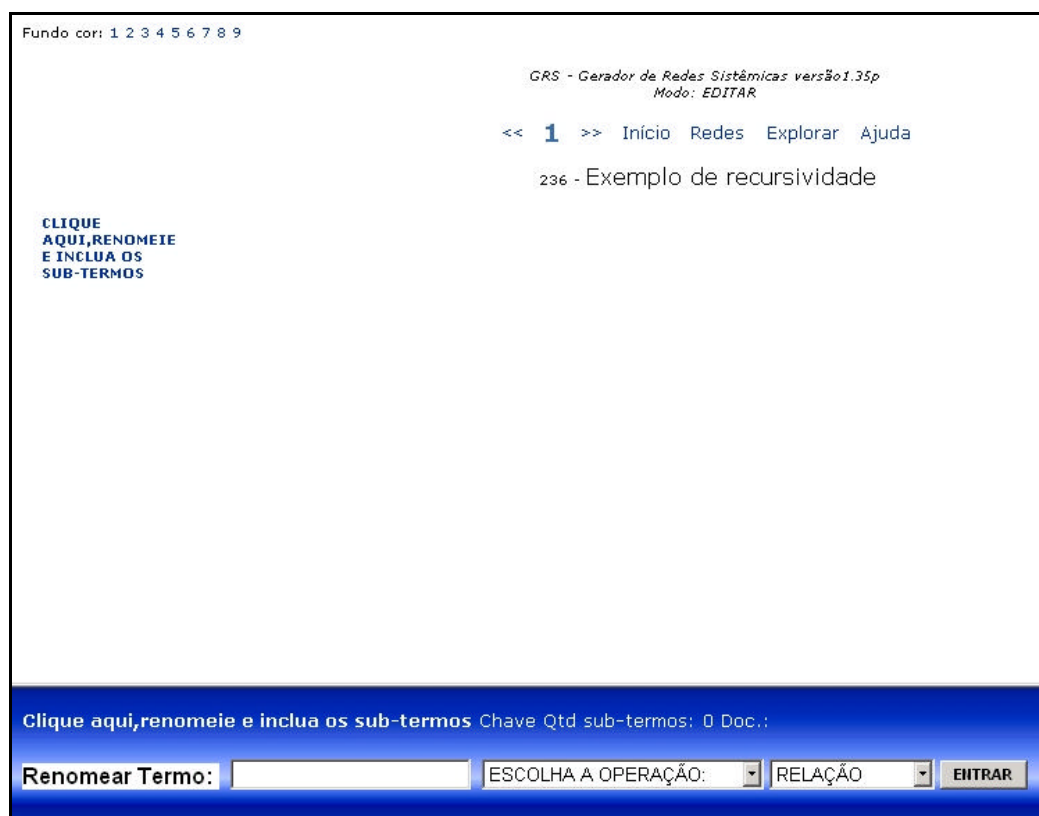 Fundo cor: 1 2 3 4 5 6 7 8 9
GRS - Gerador de Redes Sistêmicas versão1.35p
Modo: EDITAR
<< 1 >> Início Redes Explorar Ajuda
236 - Exemplo de recursividade
CLIQUE
AQUI,RENOMEIE
E INCLUA OS
SUB-TERMOS
Clique aqui,renomeie e inclua os sub-termos Chave Qtd sub-termos: 0 Doc.:
Renomear Termo: ESCOLHA A OPERAÇÃO: RELAÇÃO ENTRAR